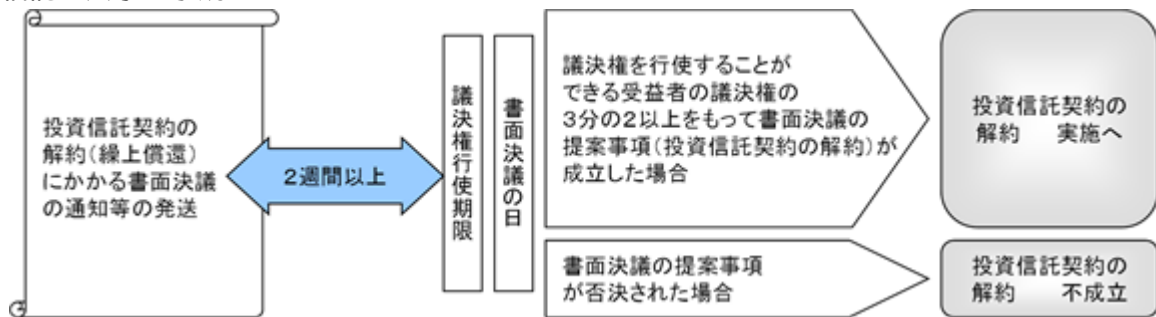 投資信託契約の
解約（繰上償還）
にかかる書面決議
の通知等の発送
2週間以上
議決権行使期限
書面決議の日
議決権を行使することが
できる受益者の議決権の
3分の2以上をもって書面決議の
提案事項（投資信託契約の解約）が
成立した場合
投資信託契約の
解約　実施へ
書面決議の提案事項
が否決された場合
投資信託契約の
解約　不成立